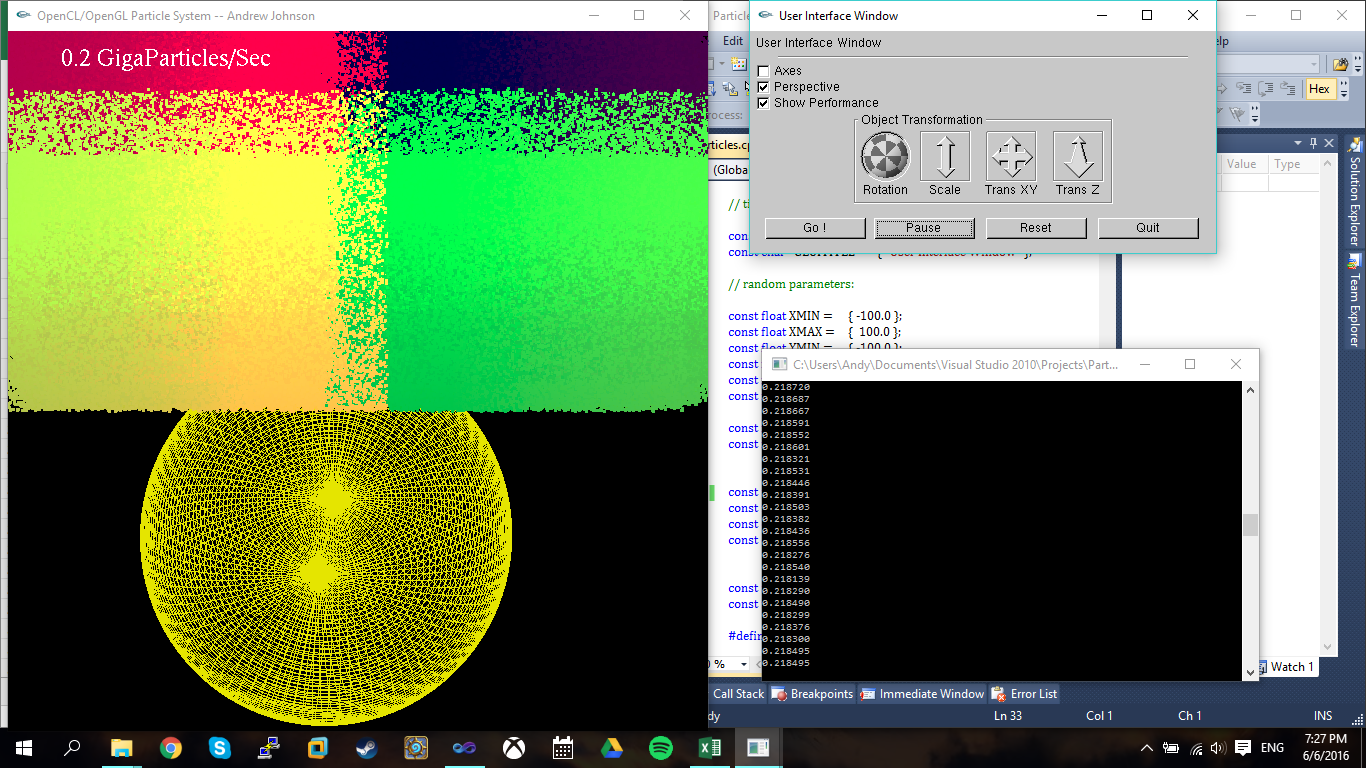 OpenCL/OpenGL Particle System -- Andrew Johnson
0.2 GigaParticles/Sec
Particle
Edit
Hex
rocess:
rticles.cp
(Globa
Value
Type
Solution Explorer
Team Explorer
User Interface Window
User Interface Window
Axes
Perspective
Show Performance
Object Transformation
Rotation
Scale
Trans XY
Trans Z
Go !
Pause
Reset
Quit
// ti
cons
const char
{ "User Interface Window" };
// random parameters:
const float XMIN = { -100.0 };
const float XMAX = { 100.0 };
const float YMIN = { -100.0 };
const
const
const
const
const
const
const
const
const
const
const
#defin
C:\Users\Andy\Documents\Visual Studio 2010\Projects\Part...
0.218720
0.218687
0.218667
0.218591
0.218552
0.218601
0.218321
0.218531
0.218446
0.218391
0.218503
0.218382
0.218436
0.218556
0.218276
0.218540
0.218139
0.218290
0.218490
0.218299
0.218376
0.218300
0.218495
0.218495
0 %
Watch 1
Call Stack
Breakpoints
Immediate Window
Error List
dy
Ln 33
Col 1
Ch 1
INS
ENG
7:27 PM
6/6/2016